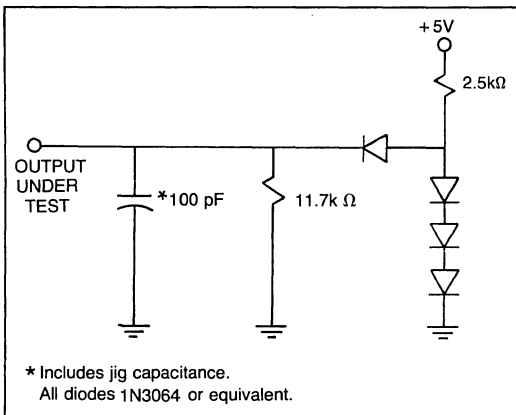 +5V
2.5kΩ
OUTPUT
UNDER
TEST
*100 pF
11.7k Ω
* Includes jig capacitance.
All diodes 1N3064 or equivalent.